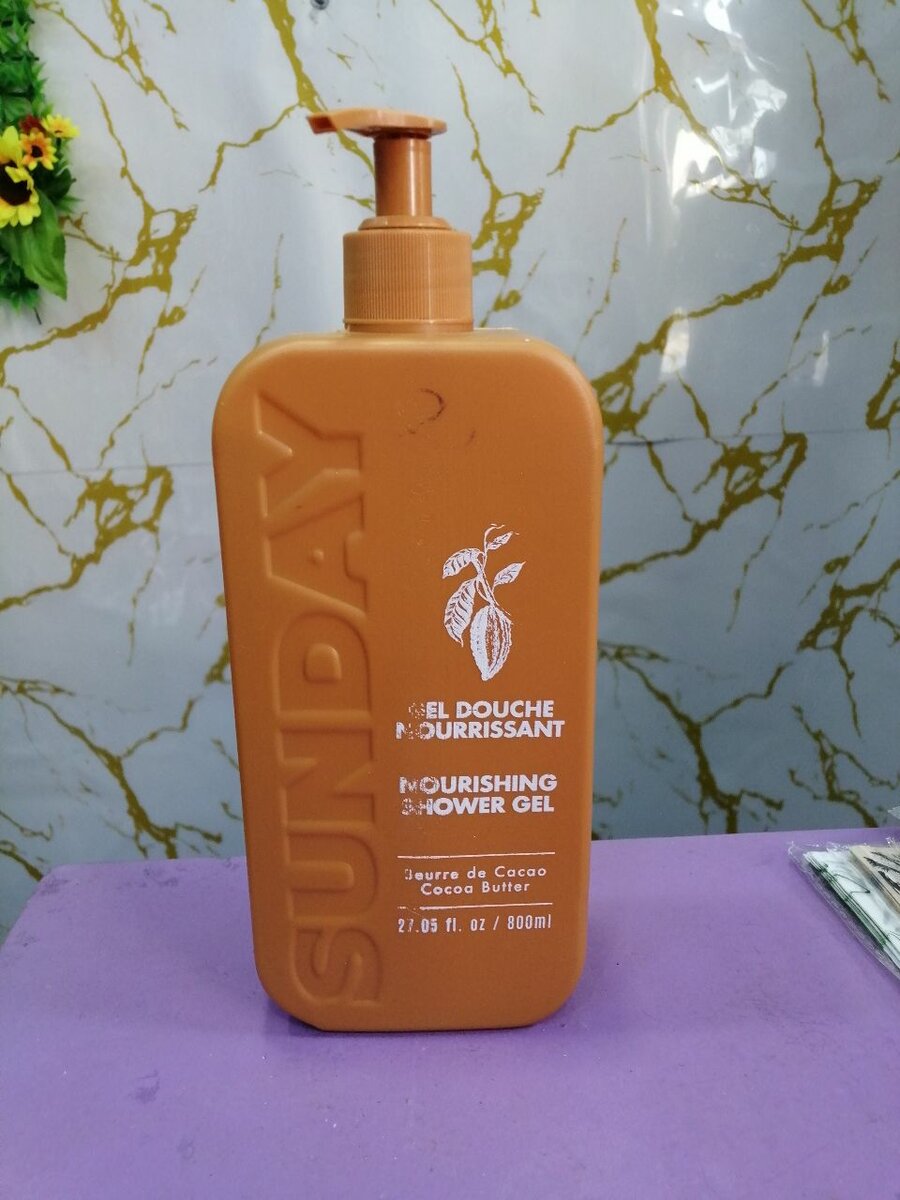 SUNDAY
GEL DOUCHE
NOURRISSANT
NOURISHING
SHOWER GEL
Beurre de Cacao
Cocoa Butter
27.05 fl. oz / 800ml